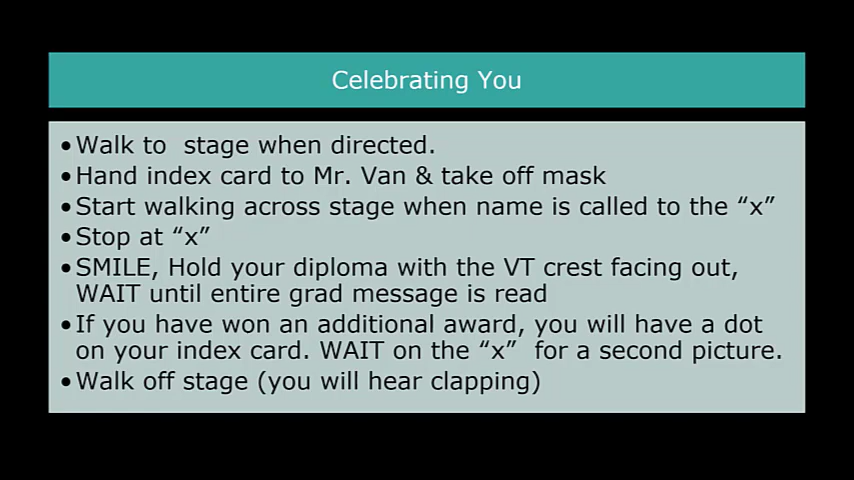 Celebrating You
•Walk to  stage when directed.
•Hand index card to Mr. Van & take off mask
•Start walking across stage when name is called to the “x”
•Stop at “x”
•SMILE, Hold your diploma with the VT crest facing out,
WAIT until entire grad message is read
•If you have won an additional award, you will have a dot
on your index card. WAIT on the “x”  for a second picture.
•Walk off stage (you will hear clapping)